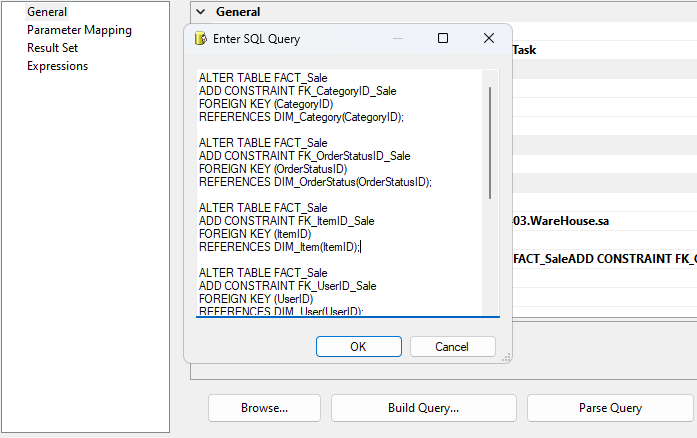 General
Parameter Mapping
Result Set
Expressions
General
Enter SQL Query
Task
ALTER TABLE FACT_Sale
ADD CONSTRAINT FK_CategoryID_Sale
FOREIGN KEY (CategoryID)
REFERENCES DIM_Category(CategoryID);
ALTER TABLE FACT_Sale
ADD CONSTRAINT FK_OrderStatusID_Sale
FOREIGN KEY (OrderStatusID)
REFERENCES DIM_OrderStatus(OrderStatusID);
ALTER TABLE FACT_Sale
ADD CONSTRAINT FK_ItemID_Sale
FOREIGN KEY (ItemID)
REFERENCES DIM_Item(ItemID);
03.WareHouse.sa
FACT_SaleADD CONSTRAINT FK_C
ALTER TABLE FACT_Sale
ADD CONSTRAINT FK_UserID_Sale
FOREIGN KEY (UserID)
REFERENCES DIM_User(UserID);
OK
Cancel
Browse...
Build Query...
Parse Query